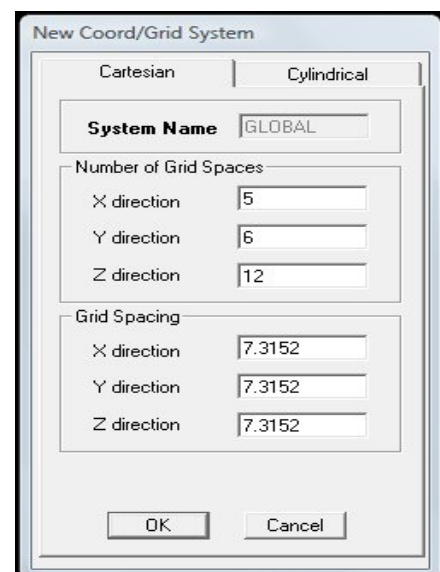 New Coord/Grid System
Cartesian Cylindrical
System Name GLOBAL
Number of Grid Spaces
X direction 5
Y direction 6
Z direction 12
Grid Spacing
X direction 7.3152
Y direction 7.3152
Z direction 7.3152
OK Cancel